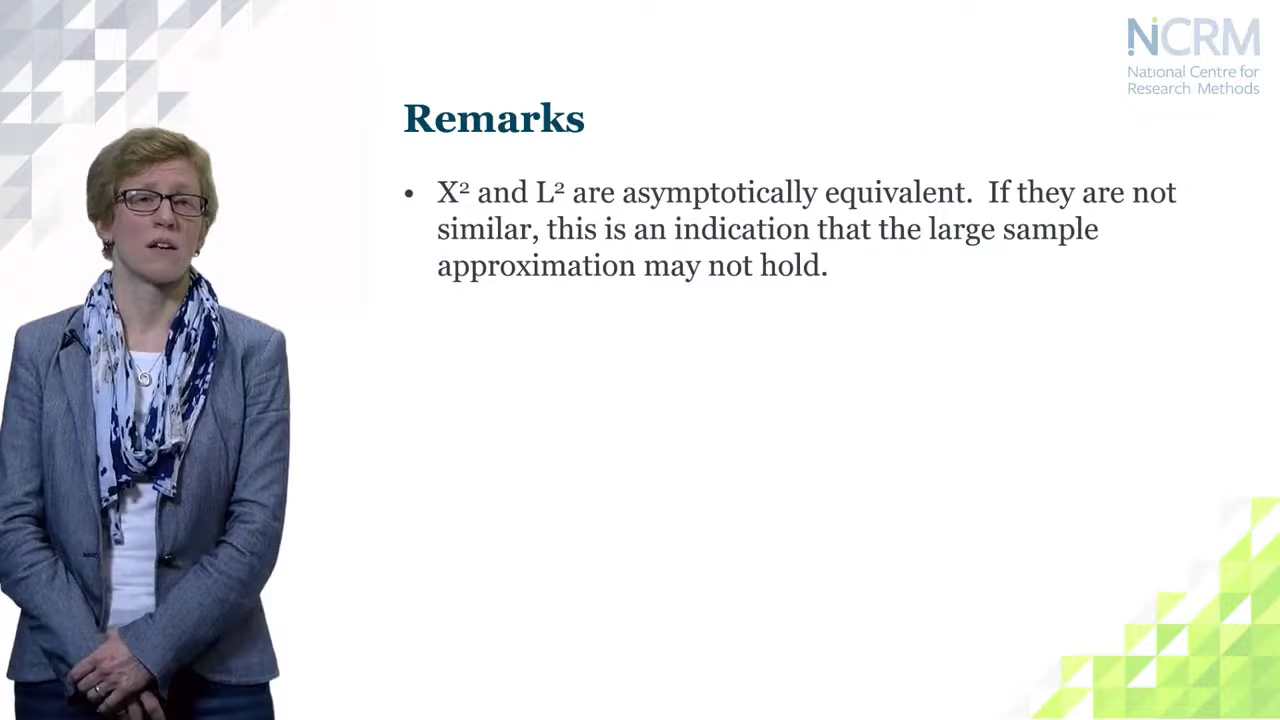 NCRM
National Centre for
Research Methods
Remarks
• X² and L² are asymptotically equivalent.  If they are not
similar, this is an indication that the large sample
approximation may not hold.